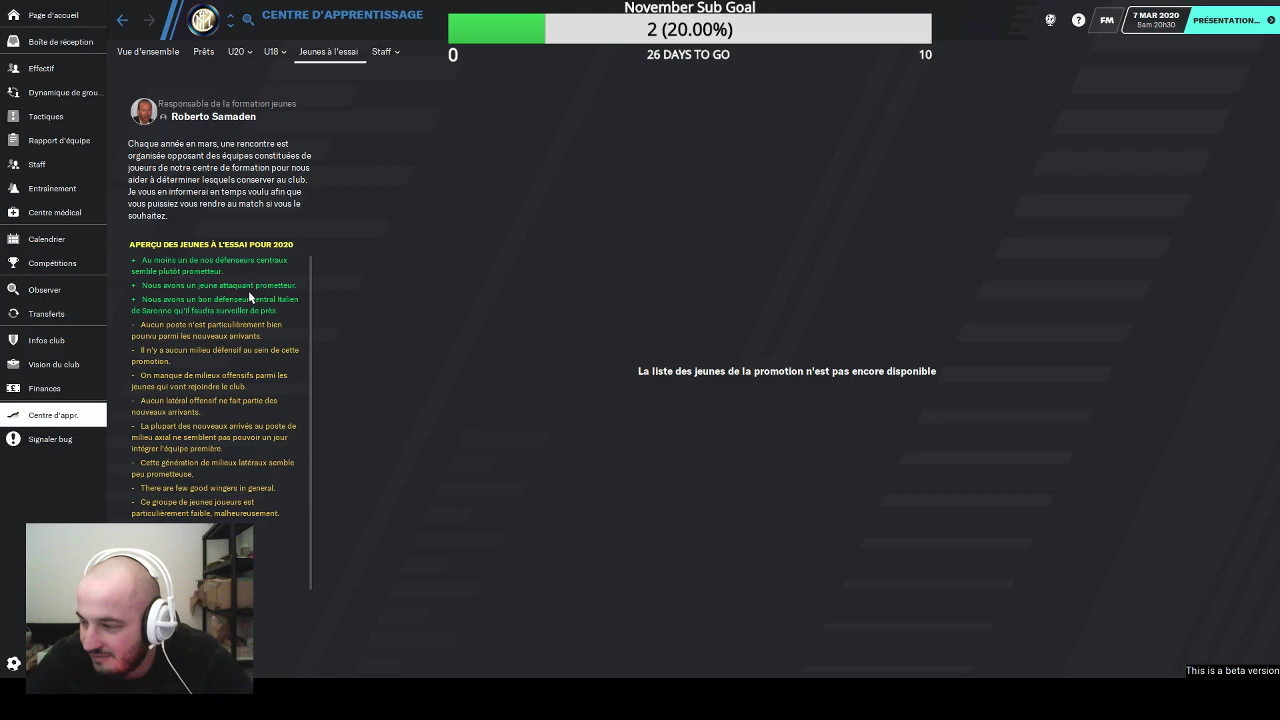 Page d'accueil
Boîte de réception
Effectif
Dynamique de grou...
Tactiques
Rapport d'équipe
Staff
Entraînement
Centre médical
Calendrier
Compétitions
Observer
Transferts
Infos club
Vision du club
Finances
Centre d'appr.
Signaler bug
CENTRE D'APPRENTISSAGE
Vue d'ensemble Prêts U20 U18 Jeunes à l'essai Staff
November Sub Goal
2 (20.00%)
0 26 DAYS TO GO 10
FM
7 MAR 2020
Sam 20h30
PRÉSENTATION...
Responsable de la formation jeunes
Roberto Samaden
Chaque année en mars, une rencontre est
organisée opposant des équipes constituées de
joueurs de notre centre de formation pour nous
aider à déterminer lesquels conserver au club.
Je vous en informerai en temps voulu afin que
vous puissiez vous rendre au match si vous le
souhaitez.
APERÇU DES JEUNES À L'ESSAI POUR 2020
+ Au moins un de nos défenseurs centraux
semble plutôt prometteur.
+ Nous avons un jeune attaquant prometteur.
+ Nous avons un bon défenseur central Italien
de Saronno qu'il faudra surveiller de près.
- Aucun poste n'est particulièrement bien
pourvu parmi les nouveaux arrivants.
- Il n'y a aucun milieu défensif au sein de cette
promotion.
- On manque de milieux offensifs parmi les
jeunes qui vont rejoindre le club.
- Aucun latéral offensif ne fait partie des
nouveaux arrivants.
- La plupart des nouveaux arrivés au poste de
milieu axial ne semblent pas pouvoir un jour
intégrer l'équipe première.
- Cette génération de milieux latéraux semble
peu prometteuse.
- There are few good wingers in general.
- Ce groupe de jeunes joueurs est
particulièrement faible, malheureusement.
La liste des jeunes de la promotion n'est pas encore disponible
This is a beta version